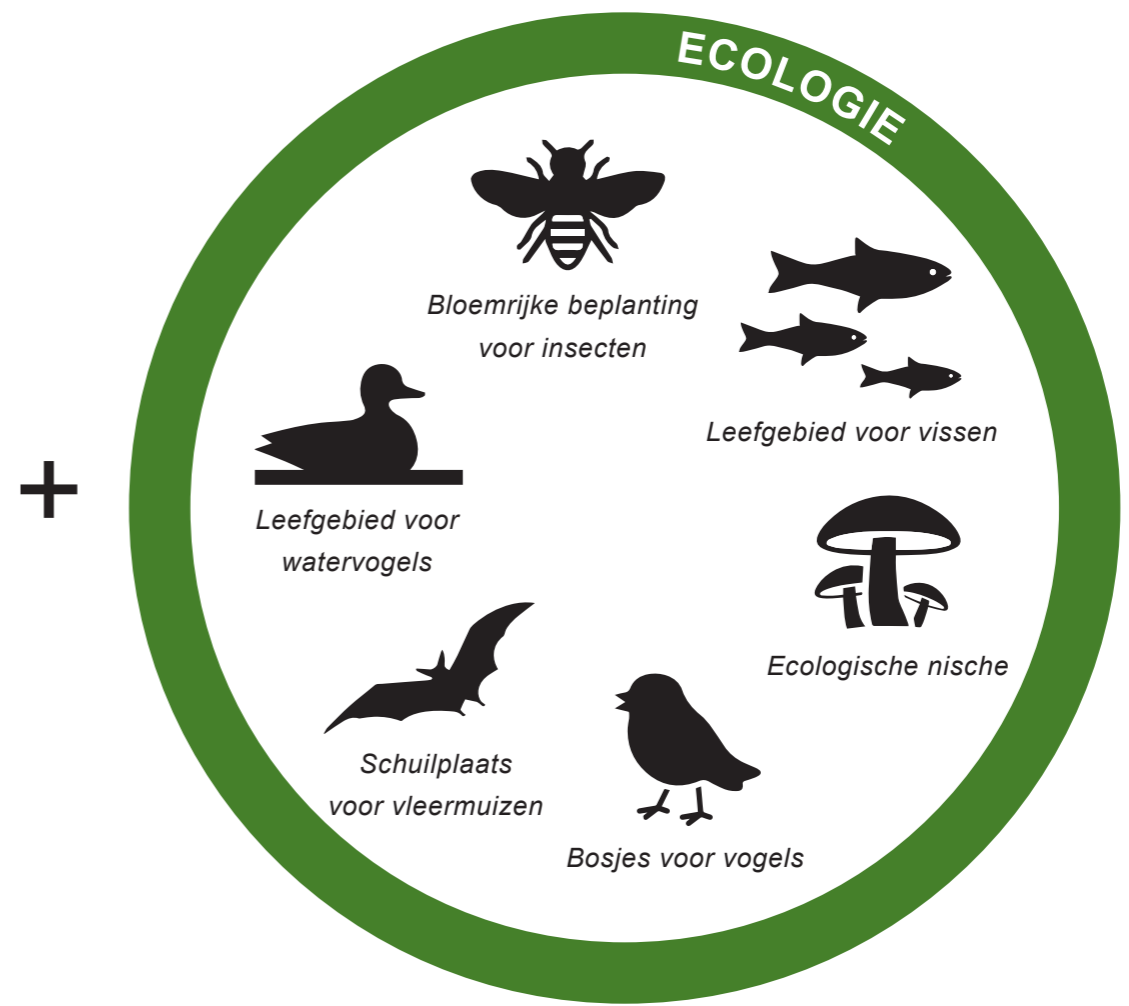 ECOLOGIE
Bloemrijke beplanting
voor insecten
Leefgebied voor vissen
+
Leefgebied voor
watervogels
Ecologische nische
Schuilplaats
voor vleermuizen
Bosjes voor vogels